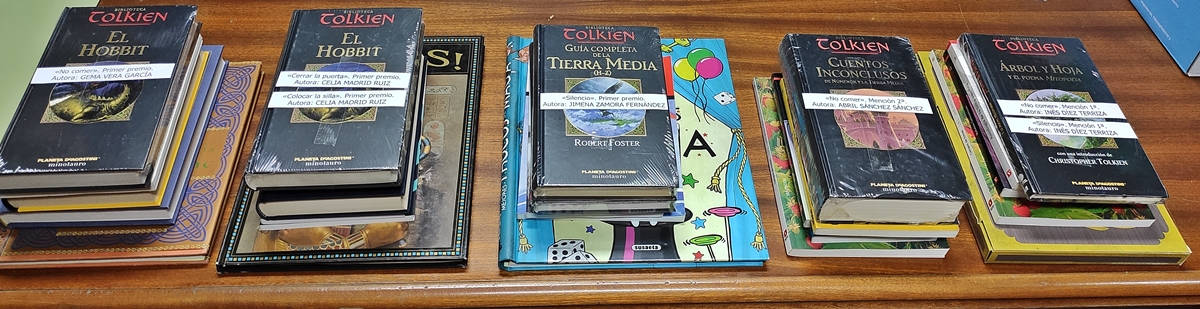 BIBLIOTECA
TOLKIEN
EL
HOBBIT
«No comer». Primer premio.
Autora: GEMA VERA GARCÍA
PLANETA DEAGOSTINI
minotauro
BIBLIOTECA
TOLKIEN
EL
HOBBIT
«Cerrar la puerta». Primer premio.
Autora: CELIA MADRID RUIZ
«Colocar la silla». Primer premio.
Autora: CELIA MADRID RUIZ
PLANETA DEAGOSTINI
minotauro
S!
BIBLIOTECA
TOLKIEN
GUÍA COMPLETA
DE LA
TIERRA MEDIA
(H-Z)
«Silencio». Primer premio.
Autora: JIMENA ZAMORA FERNÁNDEZ
ROBERT FOSTER
PLANETA DEAGOSTINI
minotauro
A
susaeta
BIBLIOTECA
TOLKIEN
CUENTOS
INCONCLUSOS
DE NÚMENOR Y LA TIERRA MEDIA
«No comer», Mención 2ª.
Autora: ABRIL SÁNCHEZ SÁNCHEZ
PLANETA DEAGOSTINI
minotauro
BIBLIOTECA
TOLKIEN
ÁRBOL Y HOJA
Y EL POEMA MITOPOEIA
«No comer», Mención 1ª.
Autora: INÉS DÍEZ TERRIZA
«Silencio», Mención 1ª.
Autora: INÉS DÍEZ TERRIZA
con una introducción de
CHRISTOPHER TOLKIEN
PLANETA DEAGOSTINI
minotauro